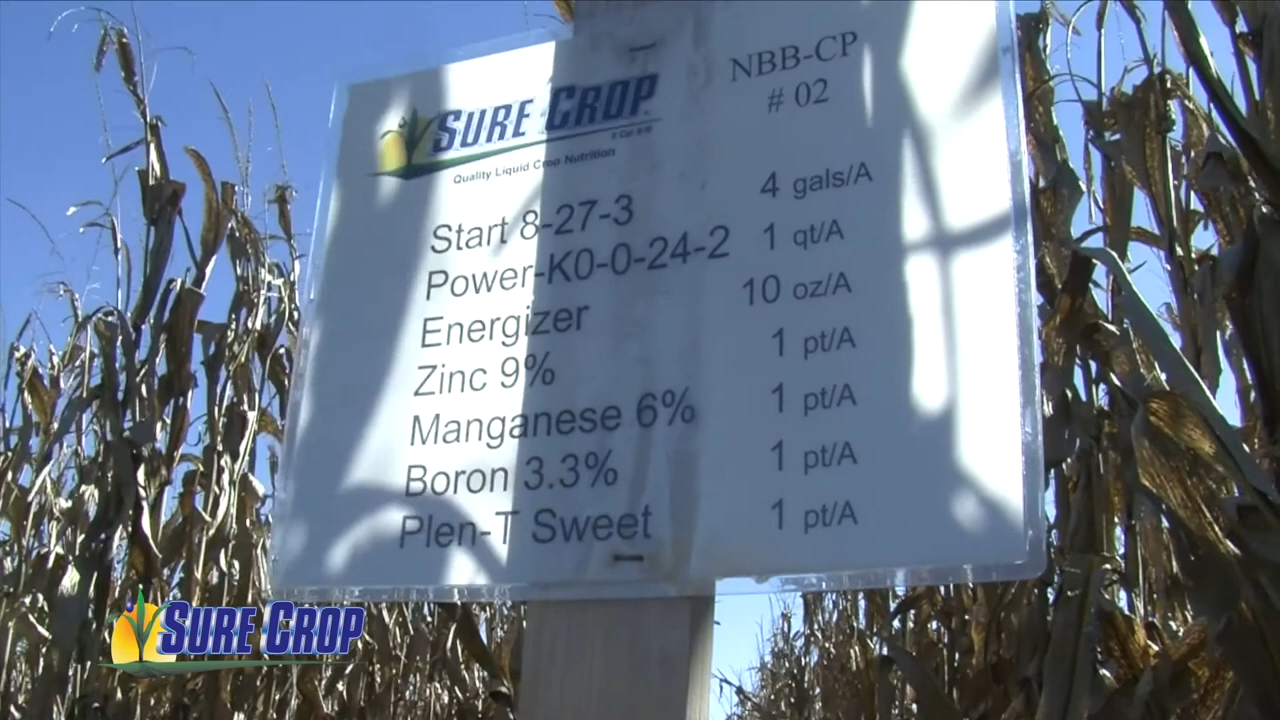 SURE CROP
Quality Liquid Crop Nutrition
NBB-CP
# 02
Start 8-27-3 4 gals/A
Power-K0-0-24-2 1 qt/A
Energizer 10 oz/A
Zinc 9% 1 pt/A
Manganese 6% 1 pt/A
Boron 3.3% 1 pt/A
Plen-T Sweet 1 pt/A
SURE CROP